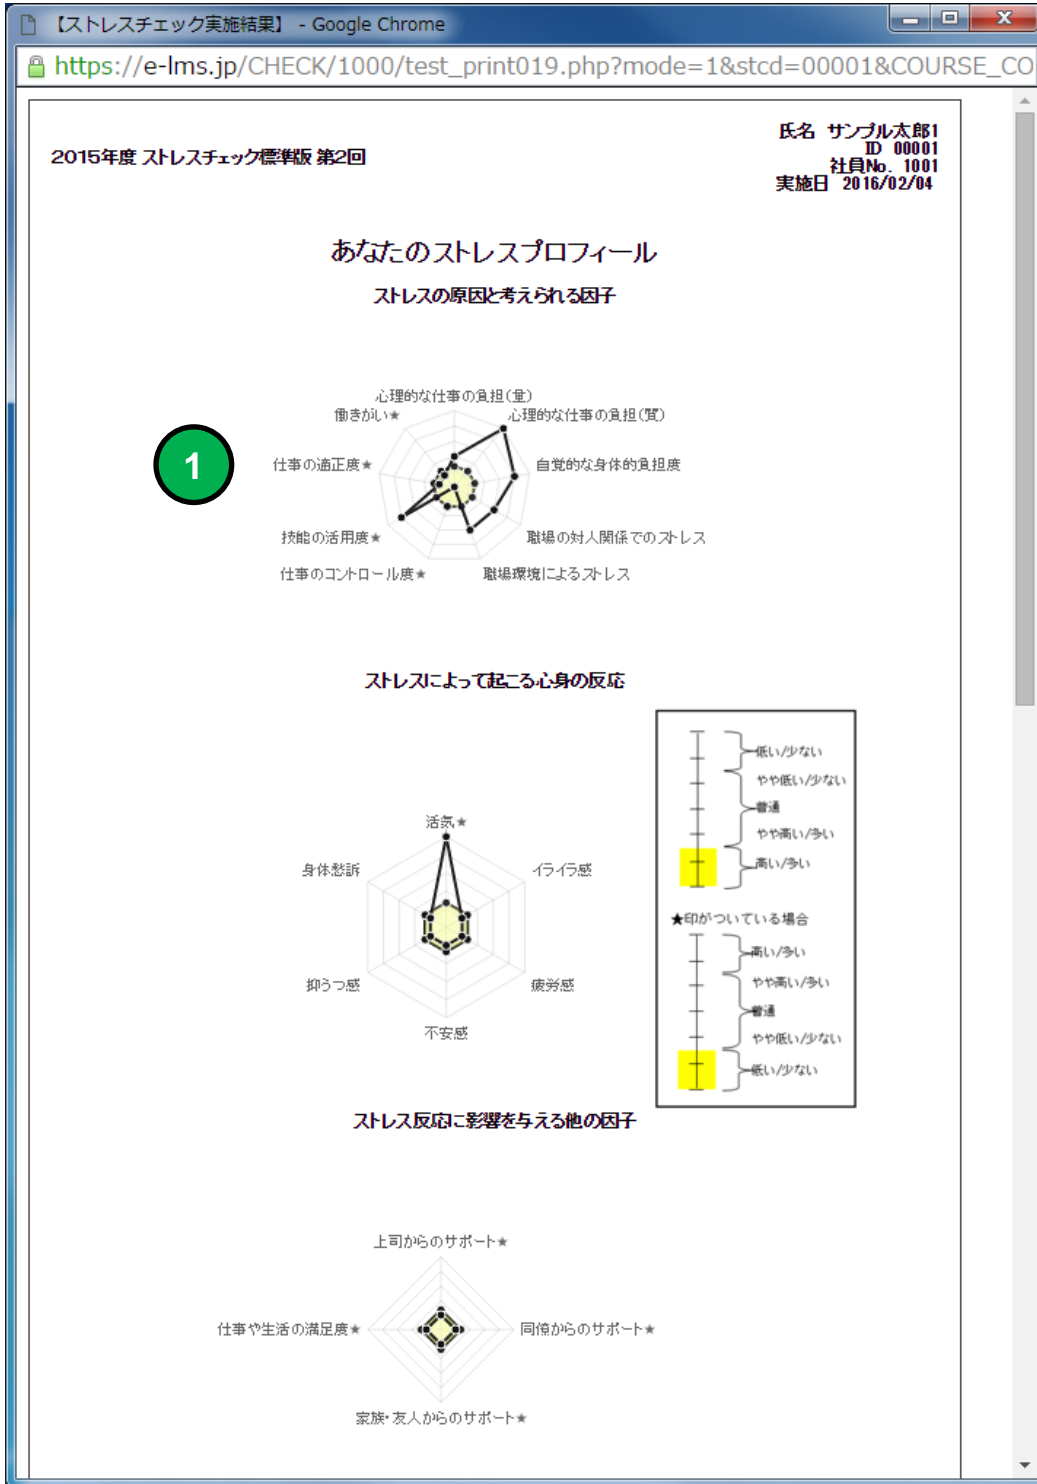 【ストレスチェック実施結果】 - Google Chrome
https://e-lms.jp/CHECK/1000/test_print019.php?mode=1&stcd=00001&COURSE_CO
氏名 サンプル太郎1
ID 00001
2015年度 ストレスチェック標準版 第2回
社員No. 1001
実施日 2016/02/04
あなたのストレスプロフィール
ストレスの原因と考えられる因子
心理的な仕事の負担(量)
働きがい★
心理的な仕事の負担(質)
1
仕事の適正度★
自覚的な身体的負担度
技能の活用度★
職場の対人関係でのストレス
仕事のコントロール度★
職場環境によるストレス
ストレスによって起こる心身の反応
低い/少ない
やや低い/少ない
普通
やや高い/多い
高い/多い
活気★
身体愁訴
イライラ感
抑うつ感
疲労感
不安感
★印がついている場合
高い/多い
やや高い/多い
普通
やや低い/少ない
低い/少ない
ストレス反応に影響を与える他の因子
上司からのサポート★
仕事や生活の満足度★
同僚からのサポート★
家族・友人からのサポート★